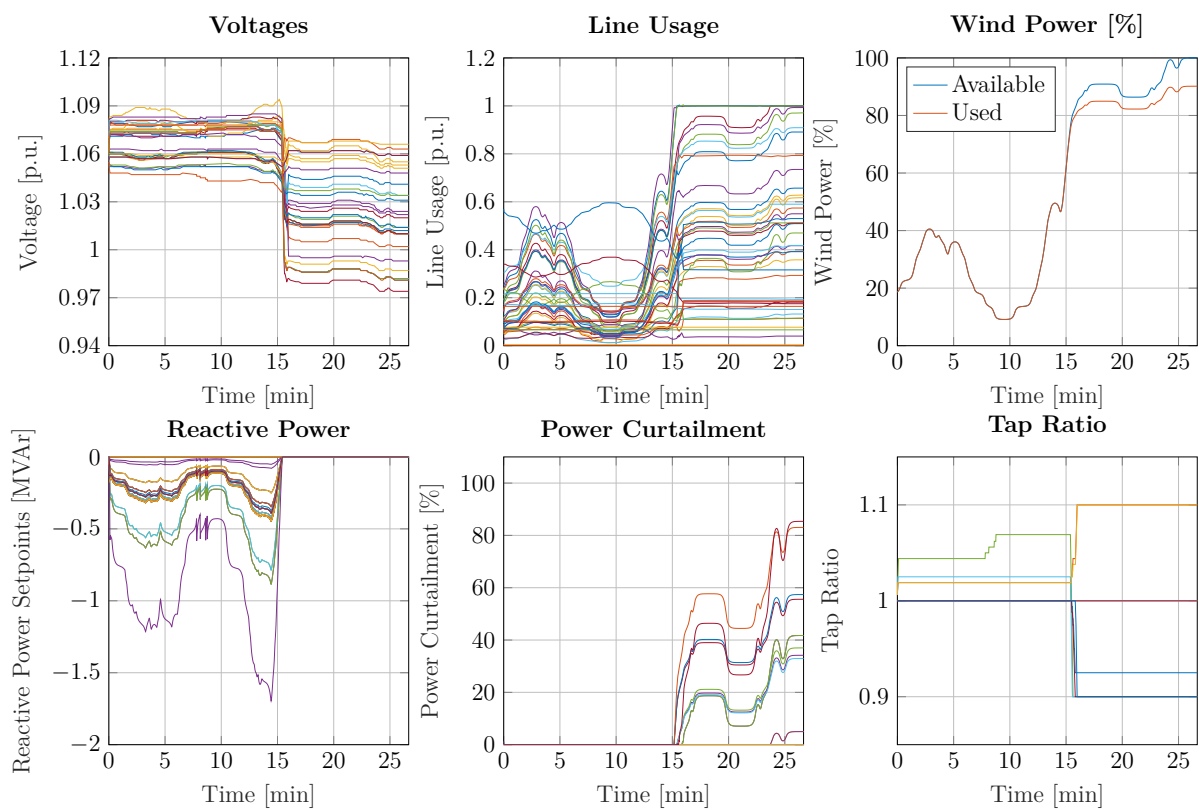 Voltages
1.12
1.09
1.06
1.03
1
0.97
0.94
0 5 10 15 20 25
Voltage [p.u.]
Time [min]
Line Usage
1.2
1
0.8
0.6
0.4
0.2
0
0 5 10 15 20 25
Line Usage [p.u.]
Time [min]
Wind Power [%]
100
80
60
40
20
0
0 5 10 15 20 25
Wind Power [%]
Time [min]
Available
Used
Reactive Power
0
−0.5
−1
−1.5
−2
0 5 10 15 20 25
Reactive Power Setpoints [MVAr]
Time [min]
Power Curtailment
100
80
60
40
20
0
0 5 10 15 20 25
Power Curtailment [%]
Time [min]
Tap Ratio
1.1
1
0.9
0 5 10 15 20 25
Tap Ratio
Time [min]